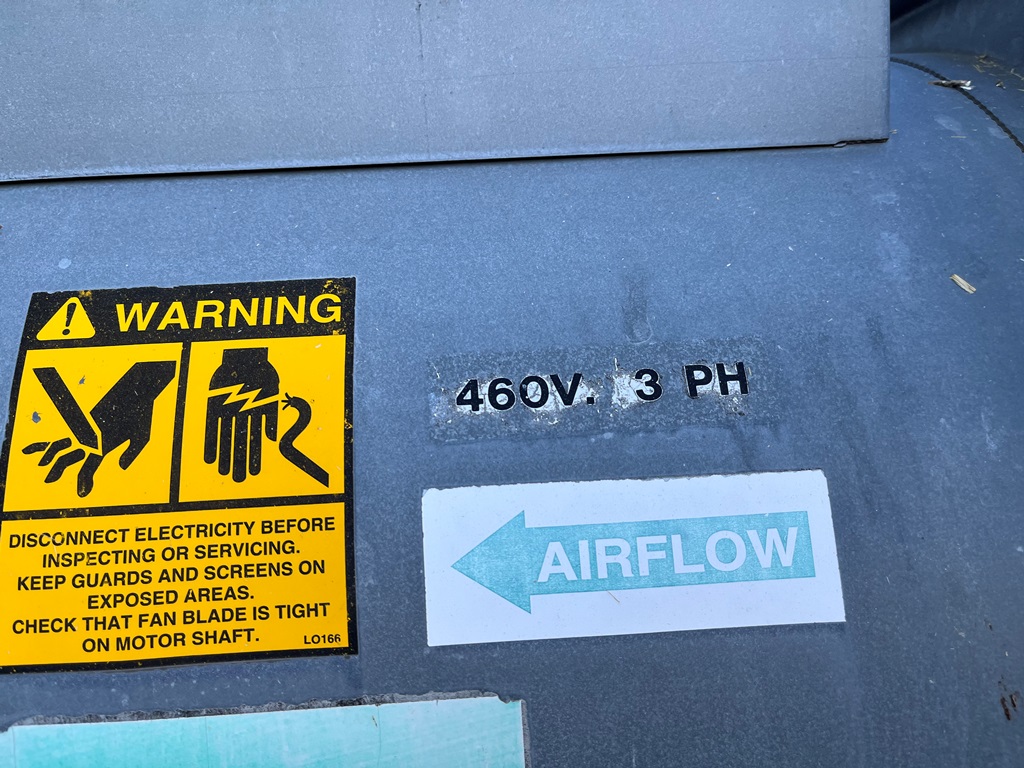 WARNING
DISCONNECT ELECTRICITY BEFORE
INSPECTING OR SERVICING.
KEEP GUARDS AND SCREENS ON
EXPOSED AREAS.
CHECK THAT FAN BLADE IS TIGHT
ON MOTOR SHAFT.
LO166
460V. 3 PH
AIRFLOW